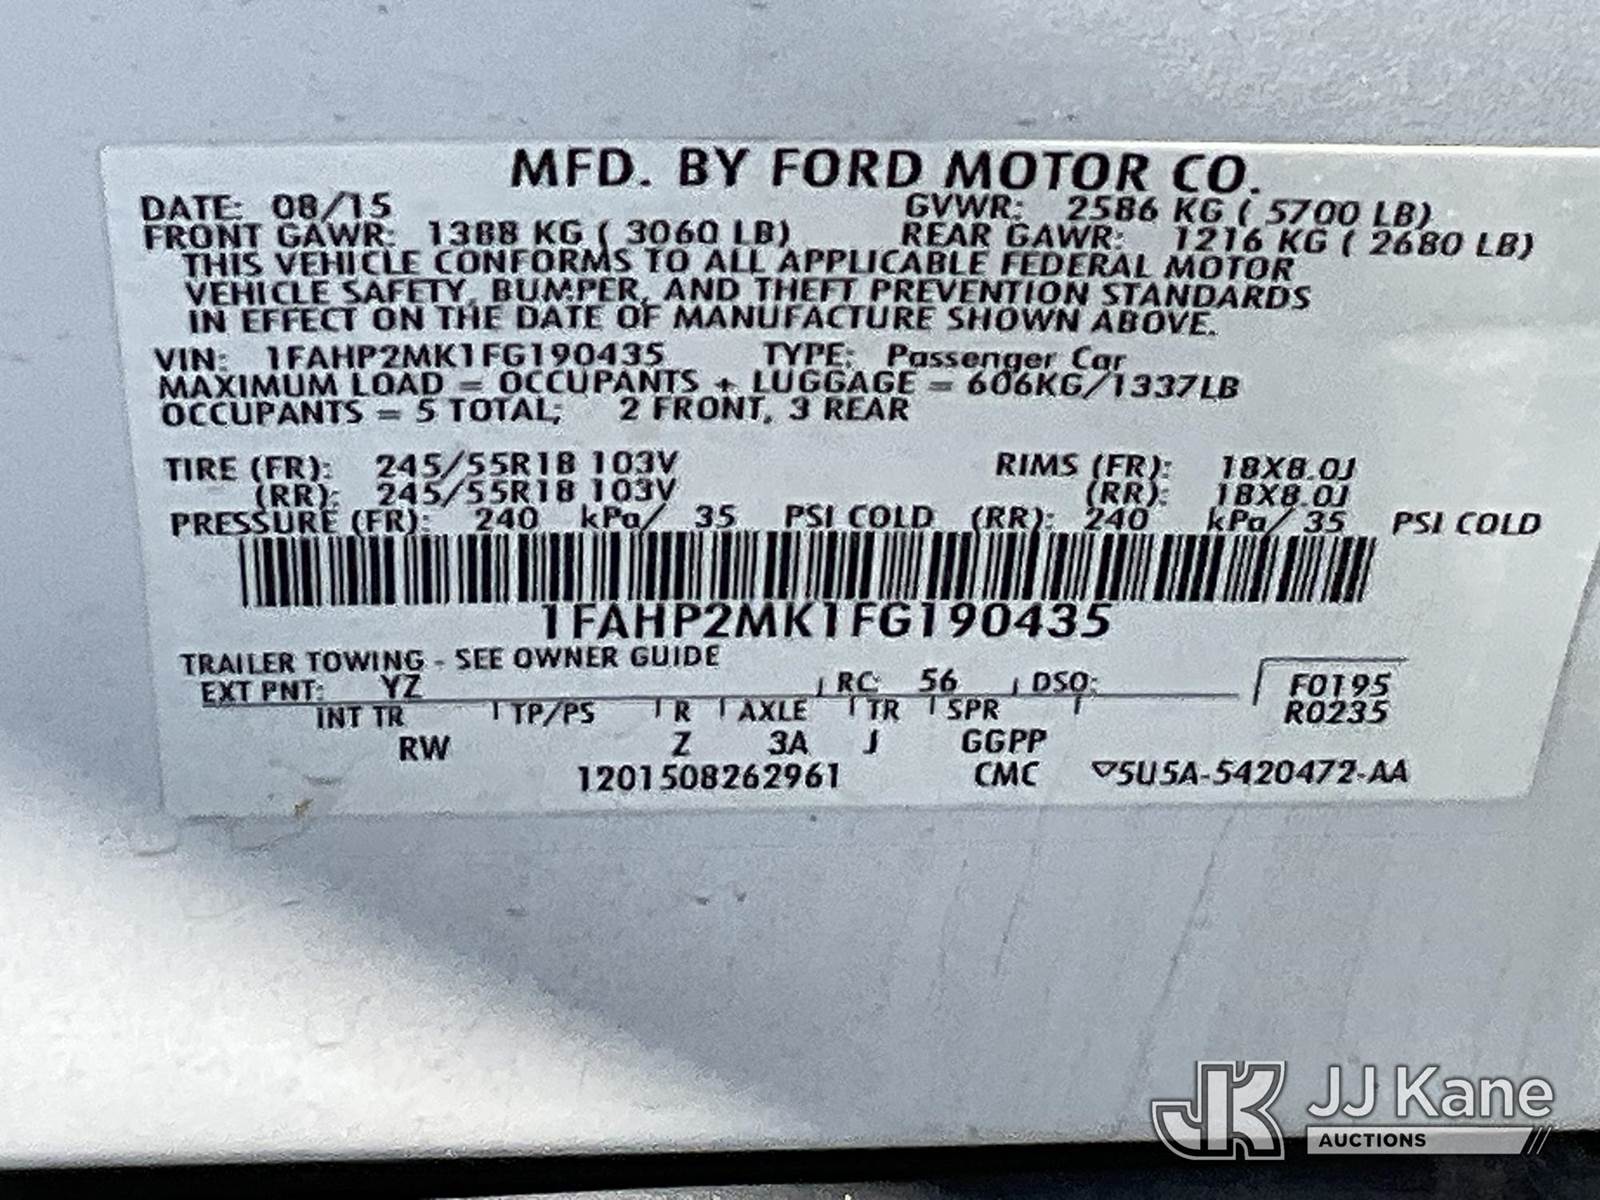 MFD. BY FORD MOTOR CO.
DATE: 08/15 GVWR: 2586 KG ( 5700 LB)
FRONT GAWR: 1388 KG ( 3060 LB) REAR GAWR: 1216 KG ( 2680 LB)
THIS VEHICLE CONFORMS TO ALL APPLICABLE FEDERAL MOTOR
VEHICLE SAFETY, BUMPER, AND THEFT PREVENTION STANDARDS
IN EFFECT ON THE DATE OF MANUFACTURE SHOWN ABOVE.
VIN: 1FAHP2MK1FG190435 TYPE: Passenger Car
MAXIMUM LOAD = OCCUPANTS + LUGGAGE = 606KG/1337LB
OCCUPANTS = 5 TOTAL; 2 FRONT, 3 REAR
TIRE (FR): 245/55R18 103V RIMS (FR): 18X8.0J
(RR): 245/55R18 103V (RR): 18X8.0J
PRESSURE (FR): 240 kPa/ 35 PSI COLD (RR): 240 kPa/ 35 PSI COLD
1FAHP2MK1FG190435
TRAILER TOWING - SEE OWNER GUIDE
EXT PNT: YZ RC: 56 DSO: F0195
INT TR TP/PS R AXLE TR SPR R0235
RW Z 3A J GGPP
1201508262961 CMC ▽5U5A-5420472-AA
JK JJ Kane
AUCTIONS